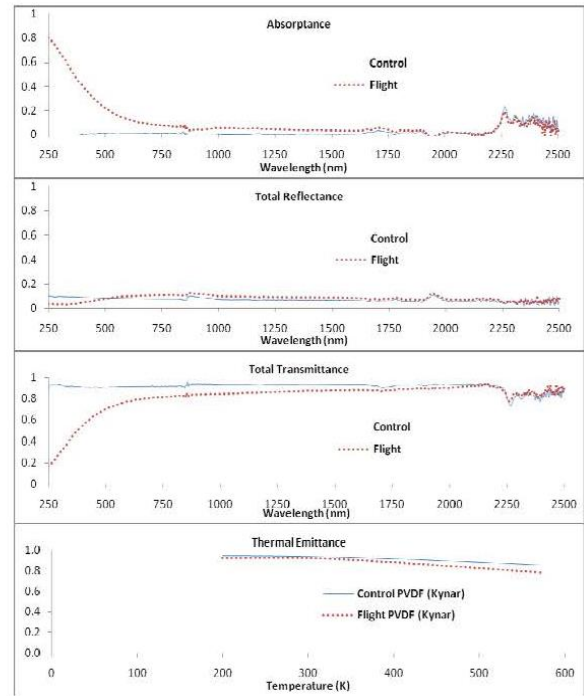 Absorptance
1
0.8
0.6
0.4
0.2
0
Control
Flight
250 500 750 1000 1250 1500 1750 2000 2250 2500
Wavelength (nm)
Total Reflectance
1
0.8
0.6
0.4
0.2
0
Control
Flight
250 500 750 1000 1250 1500 1750 2000 2250 2500
Wavelength (nm)
Total Transmittance
1
0.8
0.6
0.4
0.2
0
Control
Flight
250 500 750 1000 1250 1500 1750 2000 2250 2500
Wavelength (nm)
Thermal Emittance
1.0
0.8
0.6
0.4
0.2
0.0
Control PVDF (Kynar)
Flight PVDF (Kynar)
0 100 200 300 400 500 600
Temperature (K)